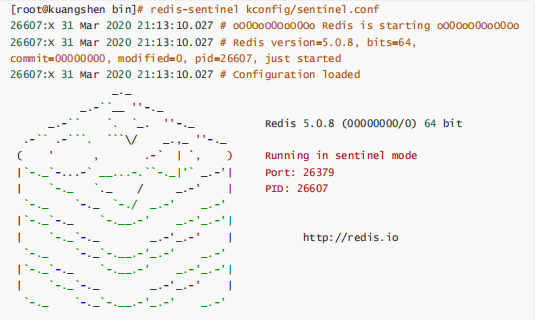 [root@kuangshen bin]# redis-sentinel kconfig/sentinel.conf
26607:X 31 Mar 2020 21:13:10.027 # oO0OoO0OoO0Oo Redis is starting oO0OoO0OoO0Oo
26607:X 31 Mar 2020 21:13:10.027 # Redis version=5.0.8, bits=64,
commit=00000000, modified=0, pid=26607, just started
26607:X 31 Mar 2020 21:13:10.027 # Configuration loaded
Redis 5.0.8 (00000000/0) 64 bit
Running in sentinel mode
Port: 26379
PID: 26607
http://redis.io